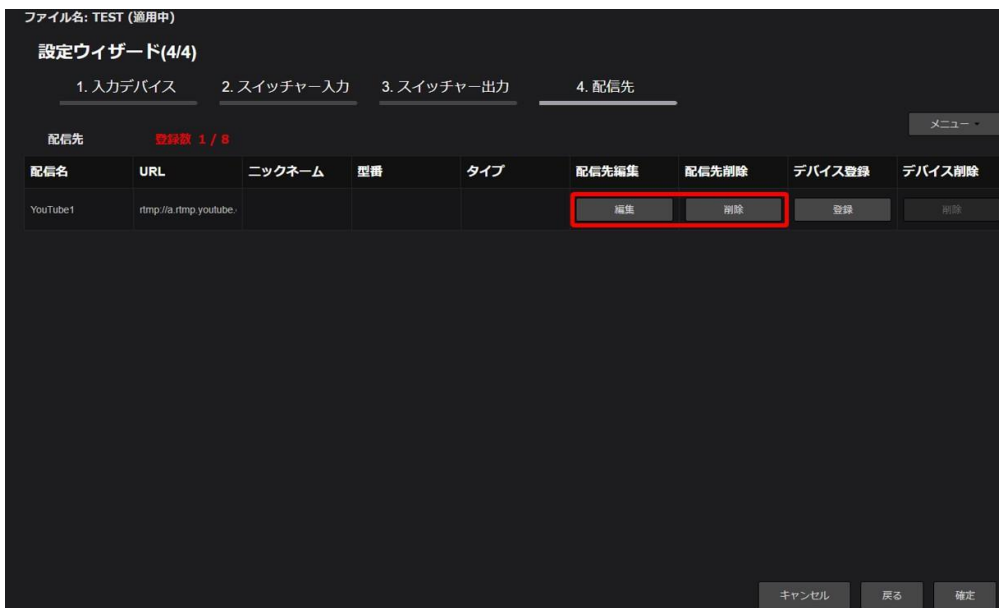 ファイル名: TEST (適用中)
設定ウィザード(4/4)
1. 入力デバイス 2. スイッチャー入力 3. スイッチャー出力 4. 配信先
メニュー
配信先 登録数 1 / 8
配信名 URL ニックネーム 型番 タイプ 配信先編集 配信先削除 デバイス登録 デバイス削除
YouTube1 rtmp://a.rtmp.youtube. 編集 削除 登録 削除
キャンセル 戻る 確定